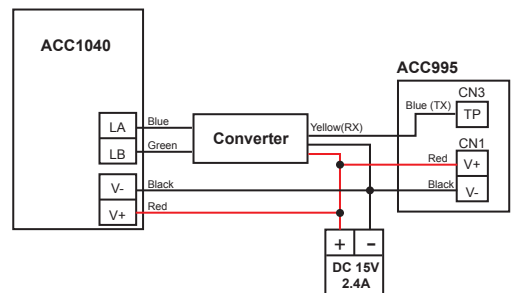 ACC1040
ACC995
CN3
Blue (TX)
TP
LA
Blue
Yellow(RX)
Converter
LB
Green
CN1
Red
V+
V-
Black
Black
V-
V+
Red
+
-
DC 15V
2.4A